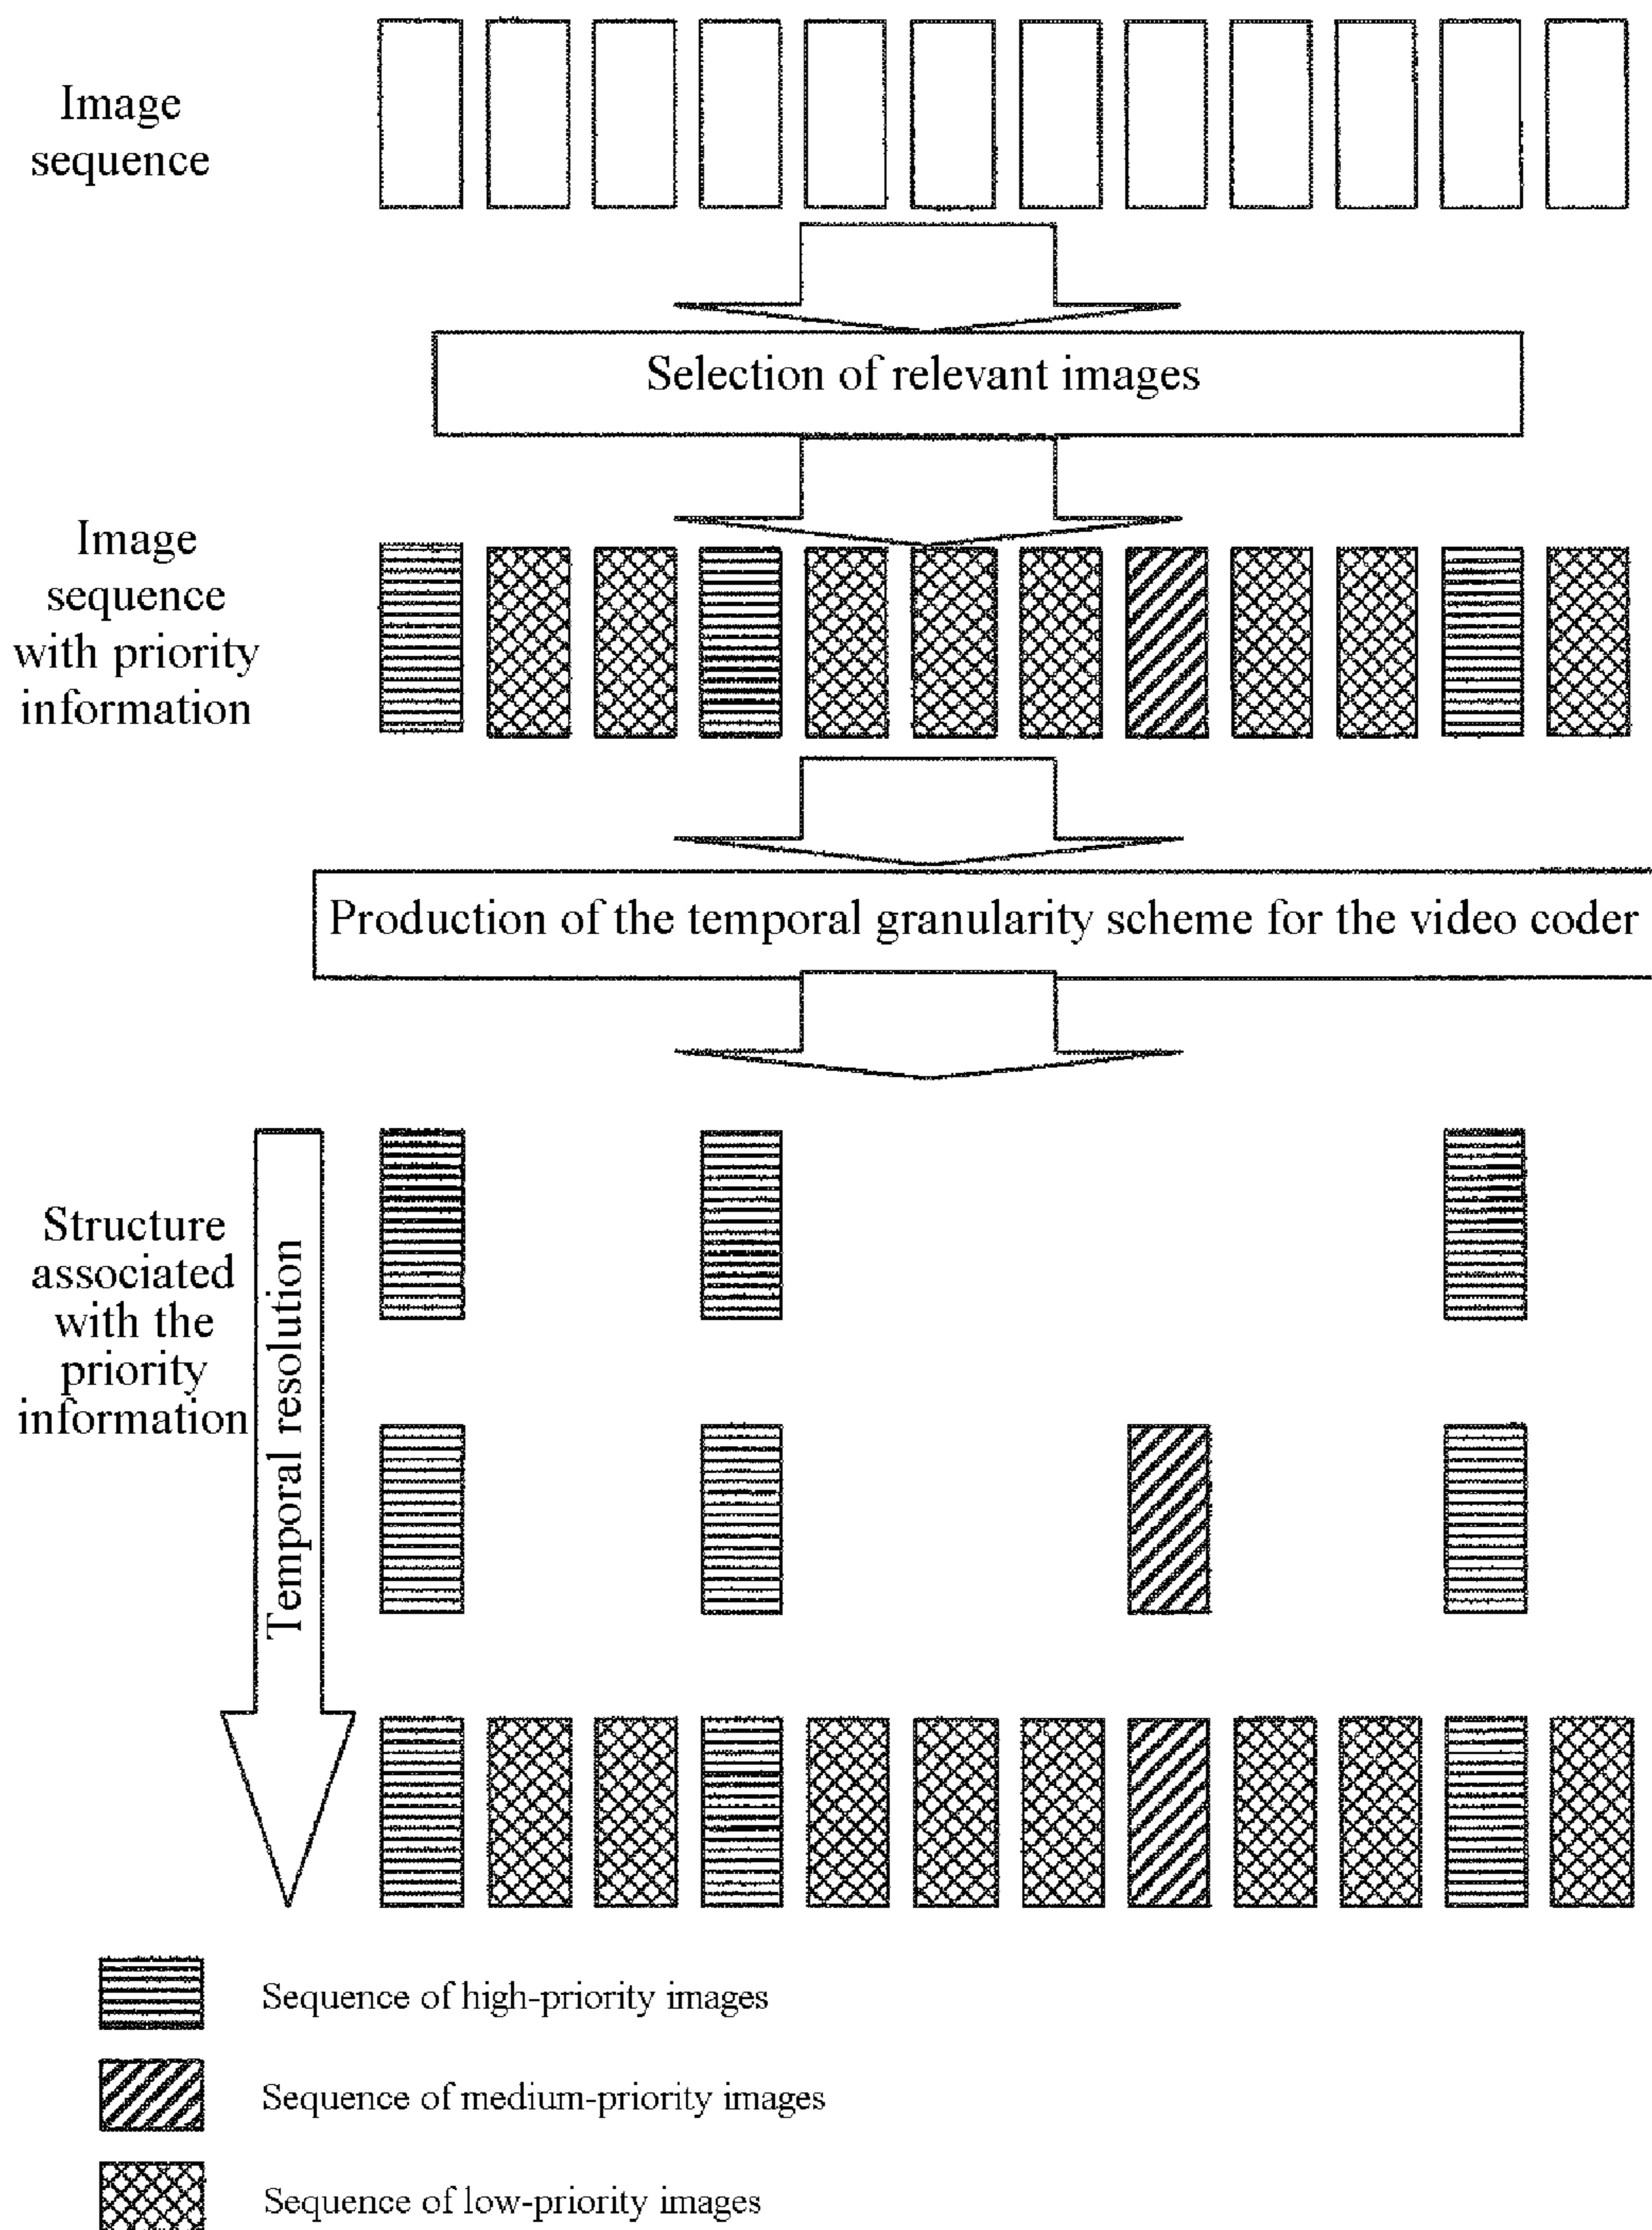 Image
sequence
Selection of relevant images
Image
sequence
with priority
information
Production of the temporal granularity scheme for the video coder
Structure
associated
with the
priority
information
Temporal resolution
Sequence of high-priority images
Sequence of medium-priority images
Sequence of low-priority images